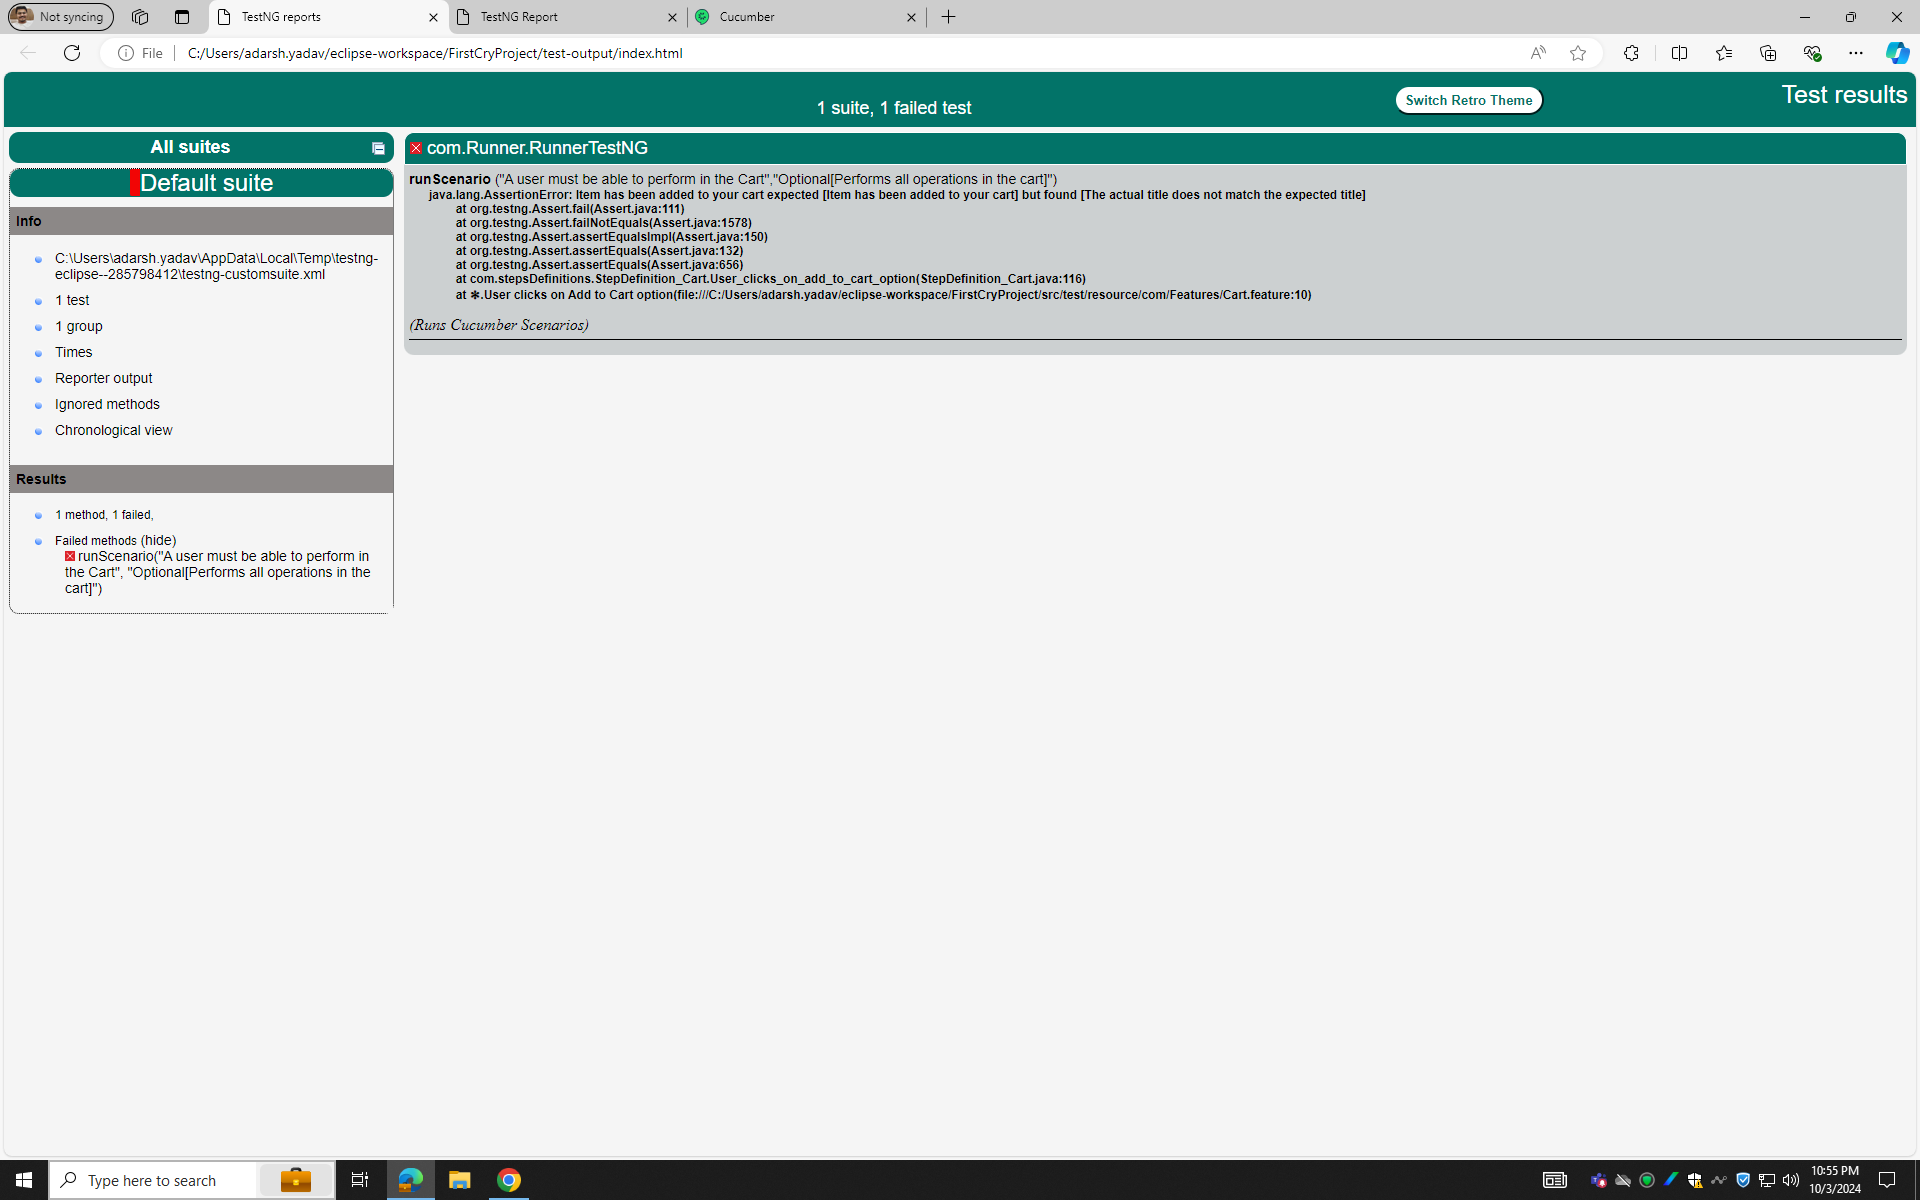 Not syncing
TestNG reports
TestNG Report
Cucumber
File
C:/Users/adarsh.yadav/eclipse-workspace/FirstCryProject/test-output/index.html
Test results
Switch Retro Theme
1 suite, 1 failed test
All suites
Default suite
Info
C:\Users\adarsh.yadav\AppData\Local\Temp\testng-
eclipse--285798412\testng-customsuite.xml
1 test
1 group
Times
Reporter output
Ignored methods
Chronological view
Results
1 method, 1 failed,
Failed methods (hide)
runScenario("A user must be able to perform in
the Cart", "Optional[Performs all operations in the
cart]")
com.Runner.RunnerTestNG
runScenario ("A user must be able to perform in the Cart","Optional[Performs all operations in the cart]")
java.lang.AssertionError: Item has been added to your cart expected [Item has been added to your cart] but found [The actual title does not match the expected title]
at org.testng.Assert.fail(Assert.java:111)
at org.testng.Assert.failNotEquals(Assert.java:1578)
at org.testng.Assert.assertEqualsImpl(Assert.java:150)
at org.testng.Assert.assertEquals(Assert.java:132)
at org.testng.Assert.assertEquals(Assert.java:656)
at com.stepsDefinitions.StepDefinition_Cart.User_clicks_on_add_to_cart_option(StepDefinition_Cart.java:116)
at ✽.User clicks on Add to Cart option(file:///C:/Users/adarsh.yadav/eclipse-workspace/FirstCryProject/src/test/resource/com/Features/Cart.feature:10)
(Runs Cucumber Scenarios)
Type here to search
10:55 PM
10/3/2024